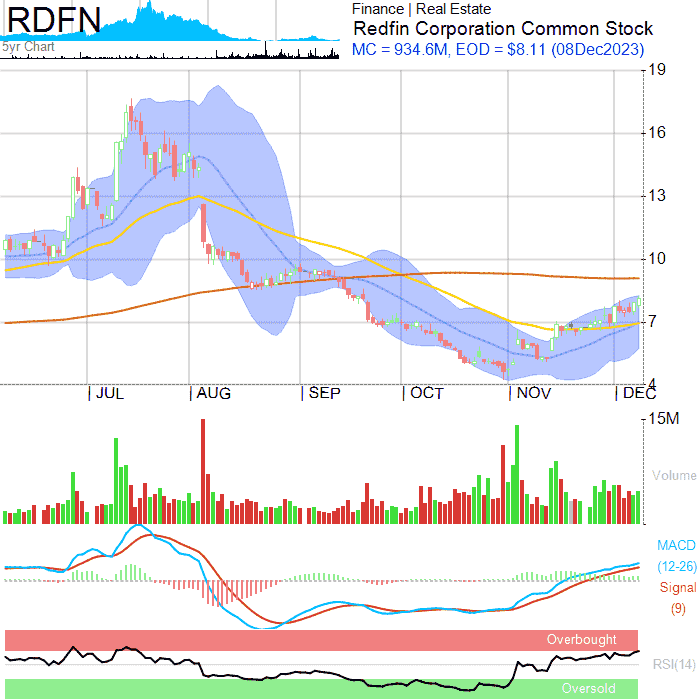 RDFN
Finance | Real Estate
Redfin Corporation Common Stock
5yr Chart
MC = 934.6M, EOD = $8.11 (08Dec2023)
19
16
13
10
7
4
JUL AUG SEP OCT NOV DEC
15M
Volume
MACD
(12-26)
Signal
(9)
Overbought
RSI(14)
Oversold